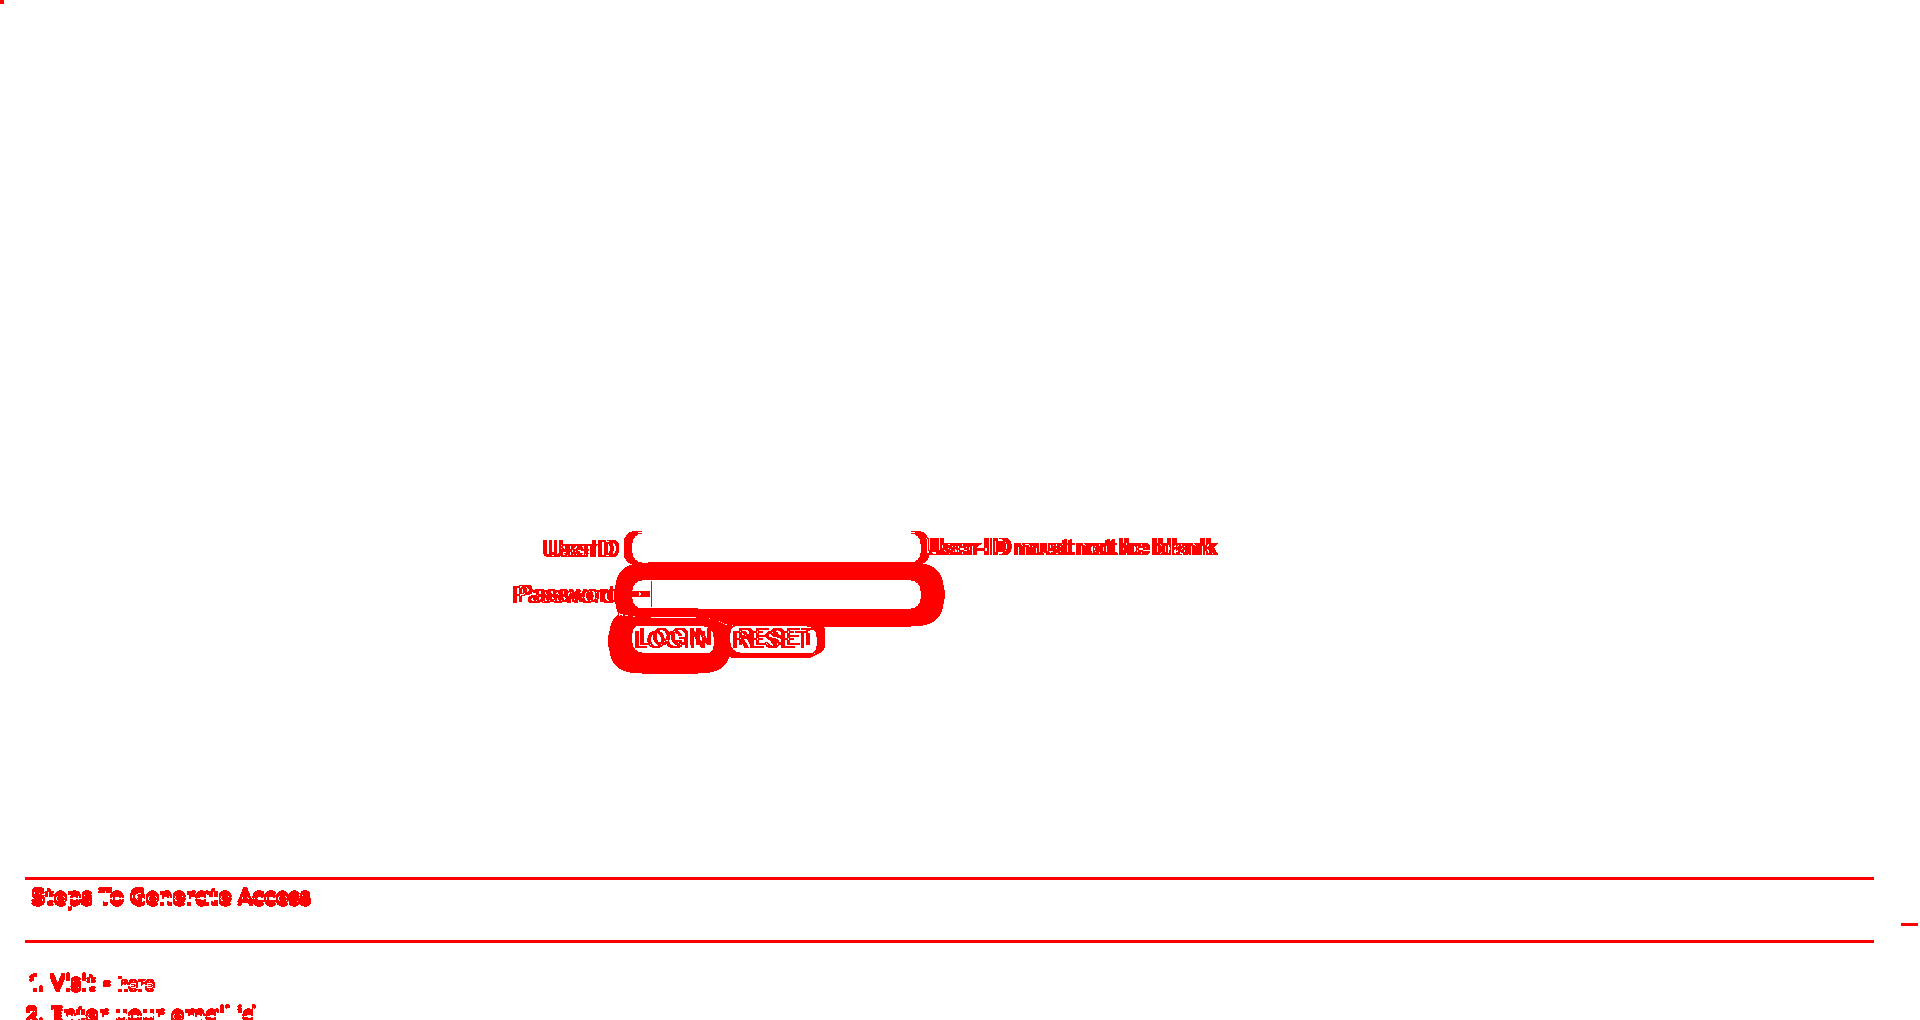 UserID User-ID must not be blank
Password
LOGIN RESET
Steps To Generate Access
1. Visit - here
2. Enter your email id